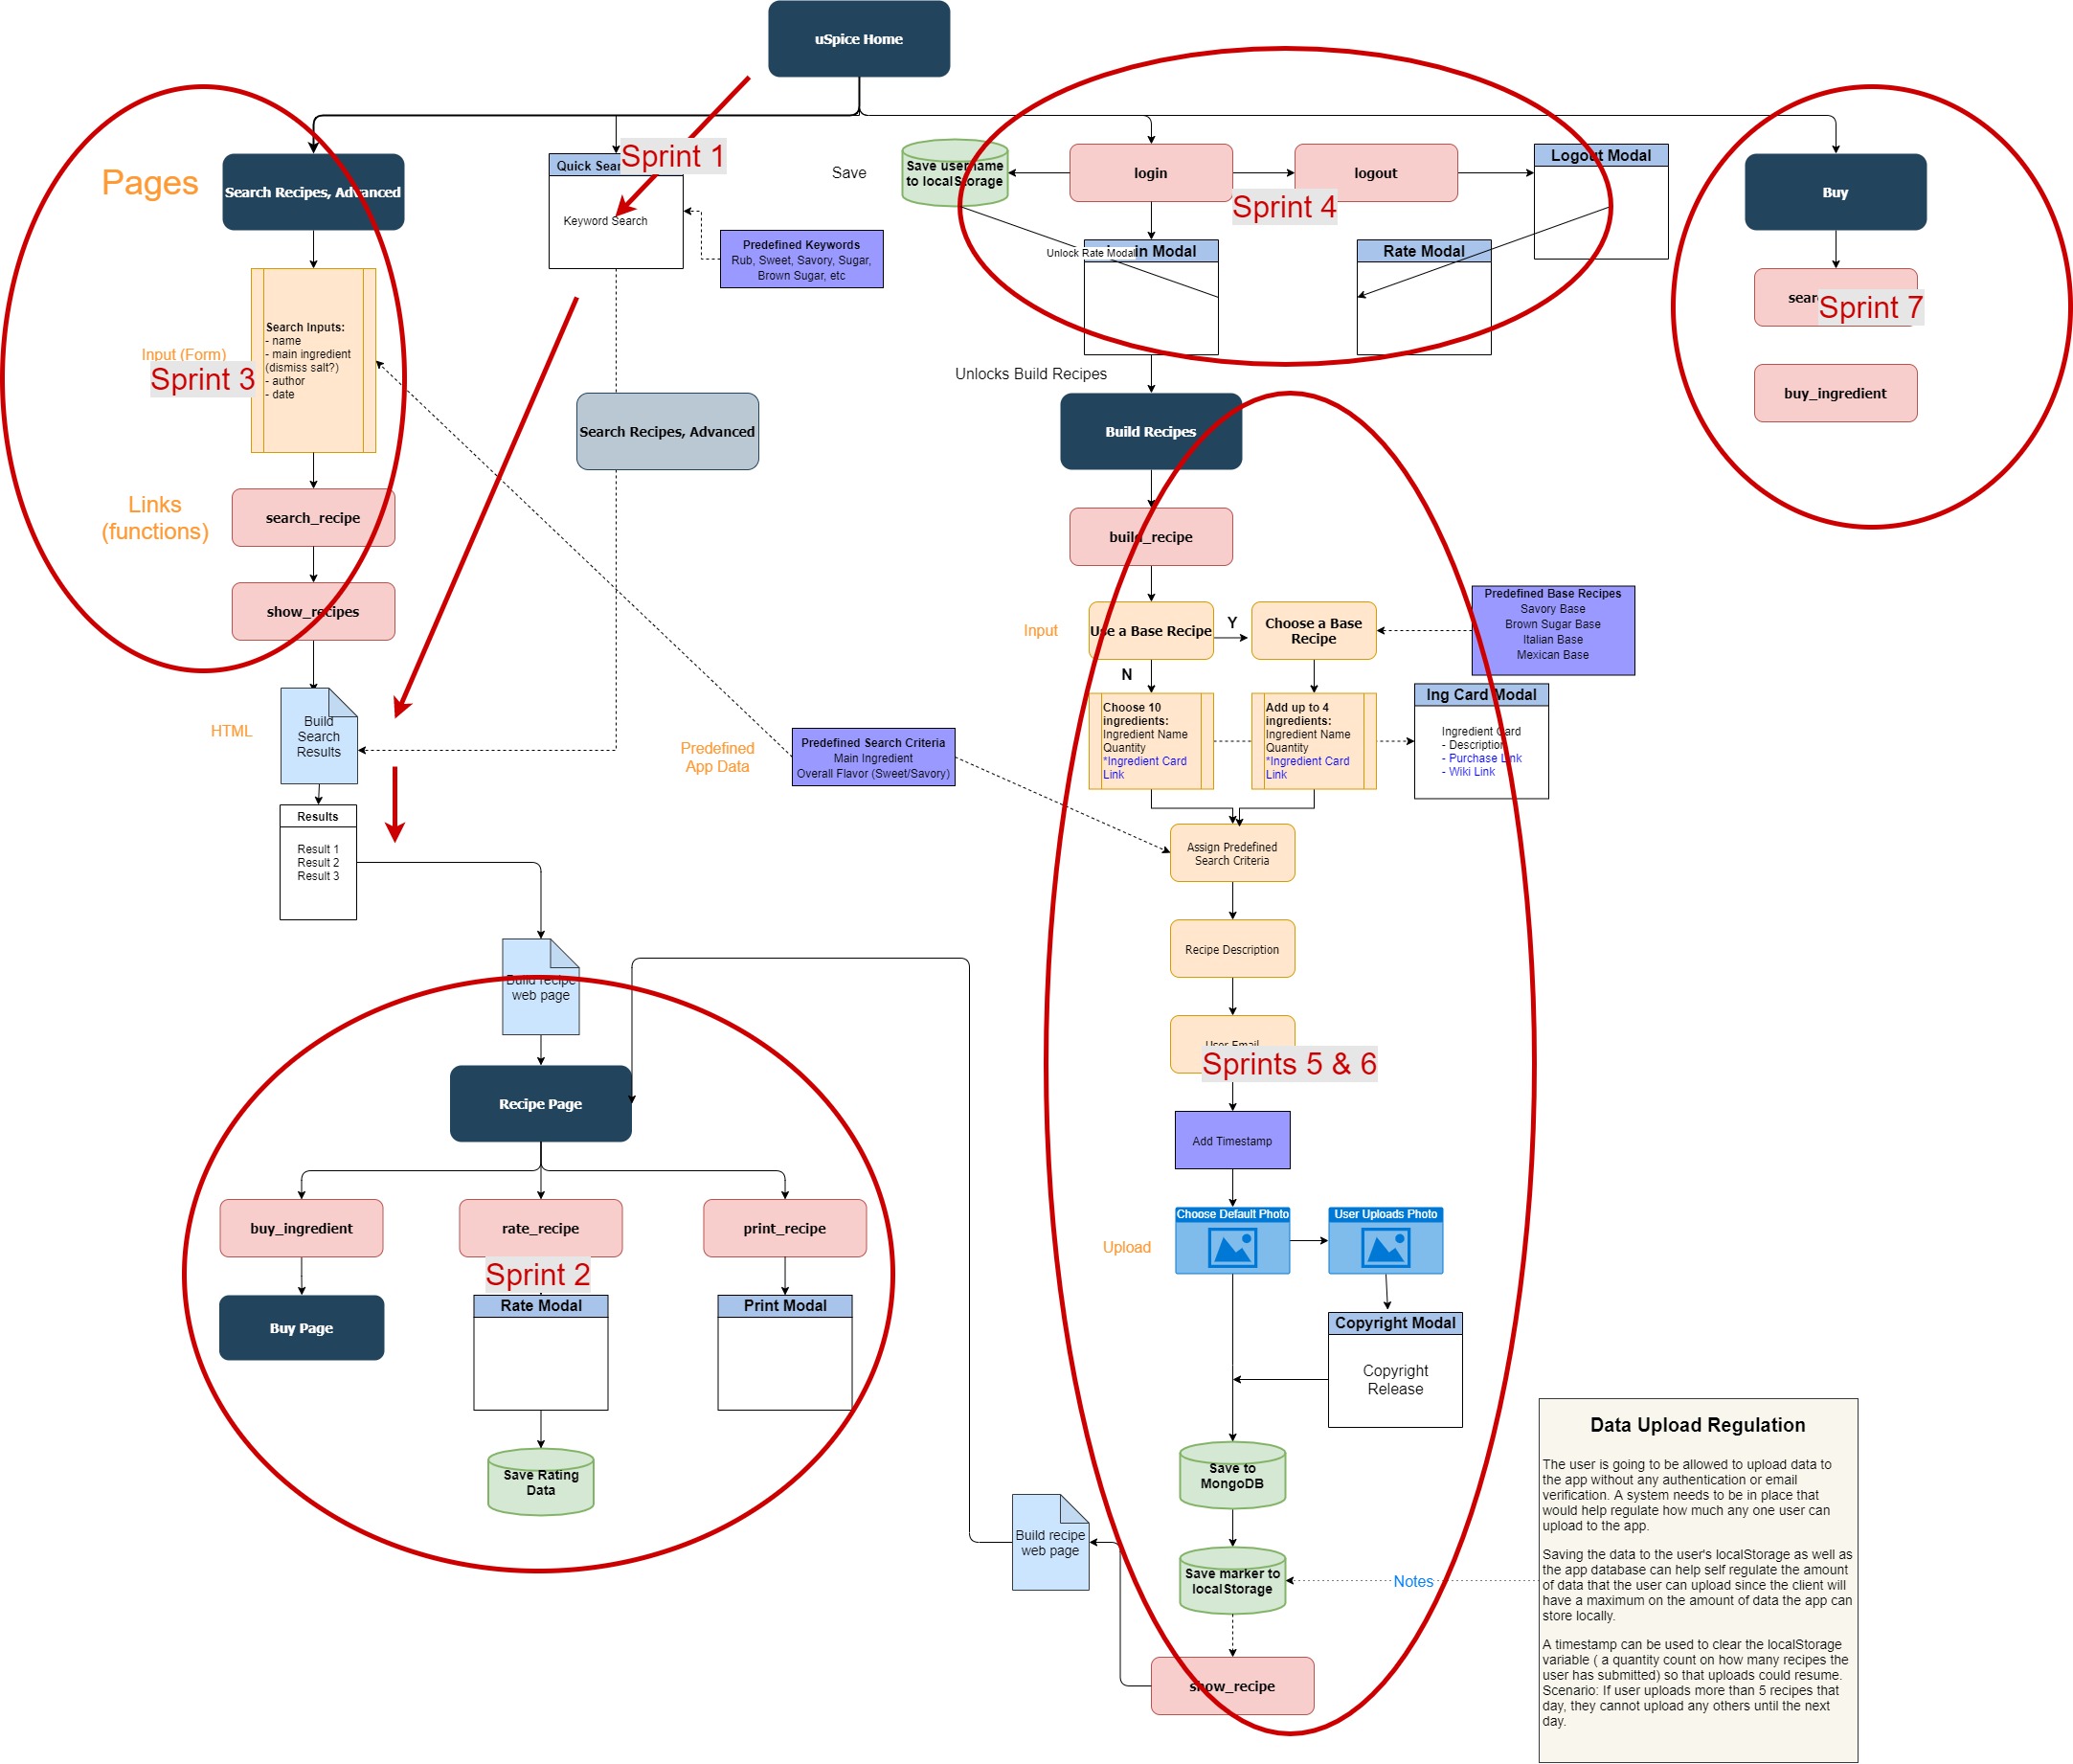 uSpice Home
Pages
Search Recipes, Advanced
Input (Form)
Sprint 3
Search Inputs:
- name
- main ingredient
(dismiss salt?)
- author
- date
Links
(functions)
search_recipe
show_recipes
HTML
Build
Search
Results
Results
Result 1
Result 2
Result 3
Sprint 1
Quick Sear
Keyword Search
Predefined Keywords
Rub, Sweet, Savory, Sugar,
Brown Sugar, etc
Search Recipes, Advanced
Predefined
App Data
Predefined Search Criteria
Main Ingredient
Overall Flavor (Sweet/Savory)
Save
Save username
to localStorage
login
logout
Sprint 4
Logout Modal
Unlock Rate Modal
in Modal
Rate Modal
Unlocks Build Recipes
Buy
sear
Sprint 7
buy_ingredient
Build Recipes
build_recipe
Input
Use a Base Recipe
Y
Choose a Base
Recipe
N
Predefined Base Recipes
Savory Base
Brown Sugar Base
Italian Base
Mexican Base
Choose 10
ingredients:
Ingredient Name
Quantity
*Ingredient Card
Link
Add up to 4
ingredients:
Ingredient Name
Quantity
*Ingredient Card
Link
Ing Card Modal
Ingredient Card
- Description
- Purchase Link
- Wiki Link
Assign Predefined
Search Criteria
Recipe Description
User Email
Sprints 5 & 6
Add Timestamp
Upload
Choose Default Photo
User Uploads Photo
Copyright Modal
Copyright
Release
Save to
MongoDB
Save marker to
localStorage
Notes
show_recipe
Build recipe
web page
Build recipe
web page
Recipe Page
buy_ingredient
rate_recipe
print_recipe
Sprint 2
Buy Page
Rate Modal
Print Modal
Save Rating
Data
Data Upload Regulation
The user is going to be allowed to upload data to
the app without any authentication or email
verification. A system needs to be in place that
would help regulate how much any one user can
upload to the app.
Saving the data to the user's localStorage as well as
the app database can help self regulate the amount
of data that the user can upload since the client will
have a maximum on the amount of data the app can
store locally.
A timestamp can be used to clear the localStorage
variable ( a quantity count on how many recipes the
user has submitted) so that uploads could resume.
Scenario: If user uploads more than 5 recipes that
day, they cannot upload any others until the next
day.